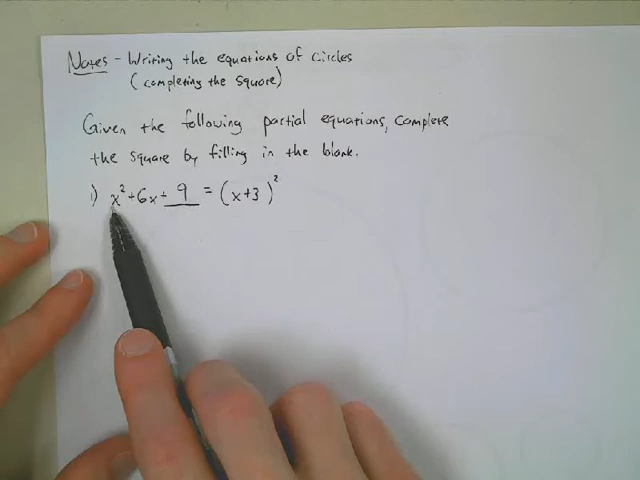 Notes - Writing the equations of circles
(completing the square)
Given the following partial equations, complete
the square by filling in the blank.
1) x² + 6x + 9 = (x+3)²